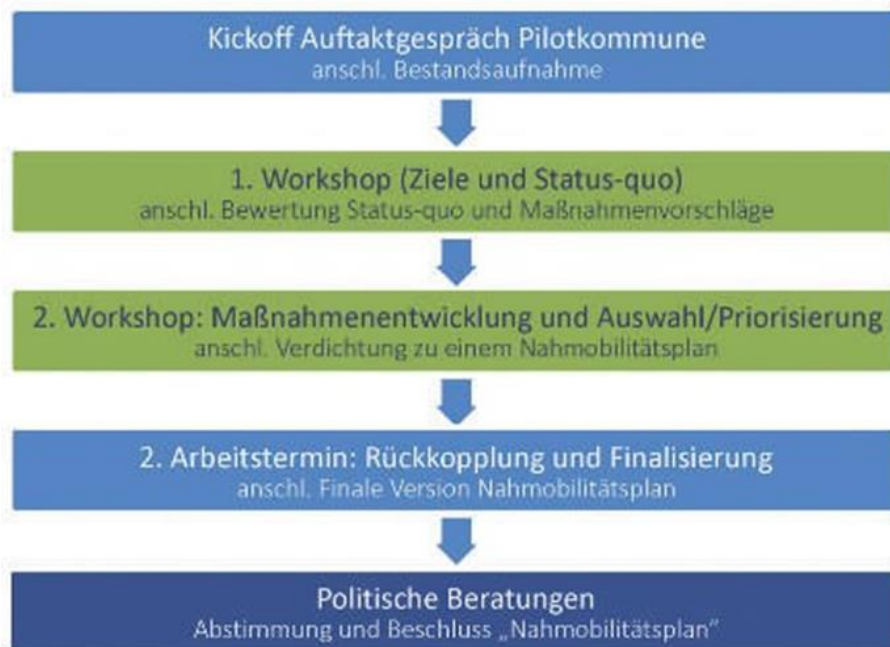 Kickoff Auftaktgespräch Pilotkommune
anschl. Bestandsaufnahme
1. Workshop (Ziele und Status-quo)
anschl. Bewertung Status-quo und Maßnahmenvorschläge
2. Workshop: Maßnahmenentwicklung und Auswahl/Priorisierung
anschl. Verdichtung zu einem Nahmobilitätsplan
2. Arbeitstermin: Rückkopplung und Finalisierung
anschl. Finale Version Nahmobilitätsplan
Politische Beratungen
Abstimmung und Beschluss „Nahmobilitätsplan“